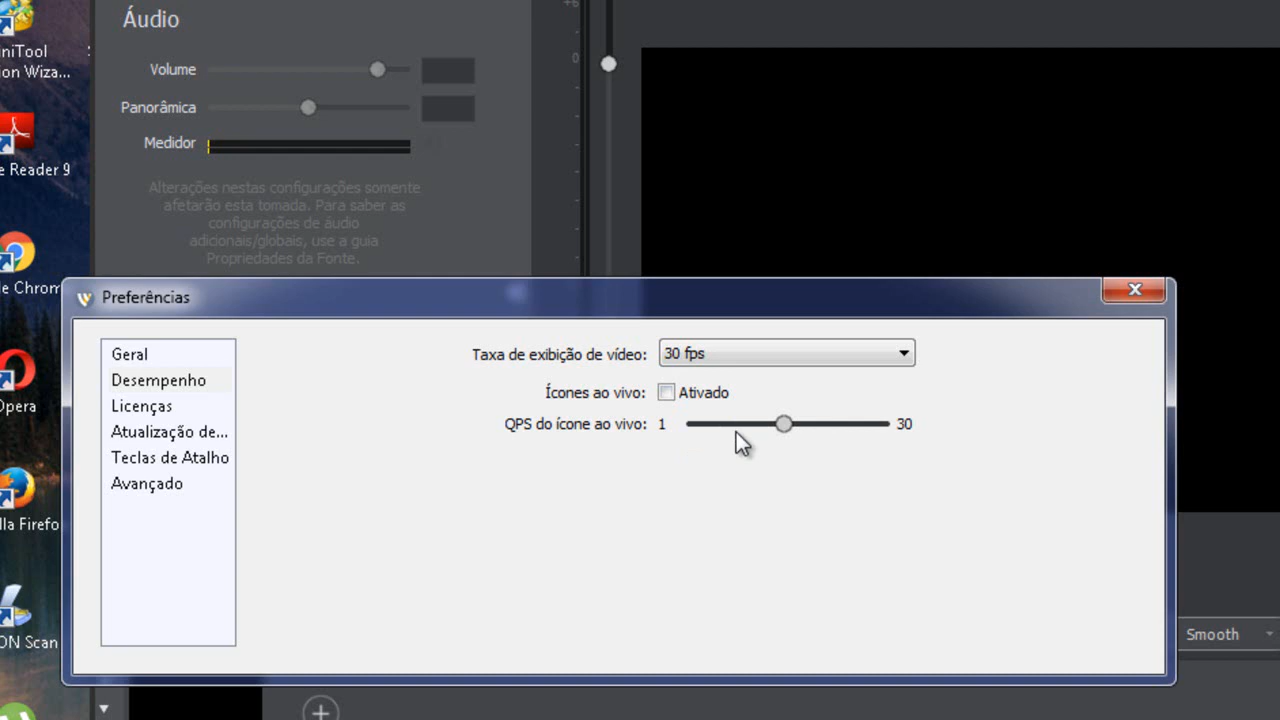 Áudio
+6
Volume
0
Panorâmica
Medidor
Alterações nestas configurações somente
afetarão esta tomada. Para saber as
configurações de áudio
adicionais/globais, use a guia
Propriedades da Fonte.
niTool
on Wiza...
e Reader 9
e Chrom
Opera
lla Firefo
ON Scan
Preferências
Geral
Desempenho
Licenças
Atualização de...
Teclas de Atalho
Avançado
Taxa de exibição de vídeo: 30 fps
Ícones ao vivo: Ativado
QPS do ícone ao vivo: 1 30
Smooth